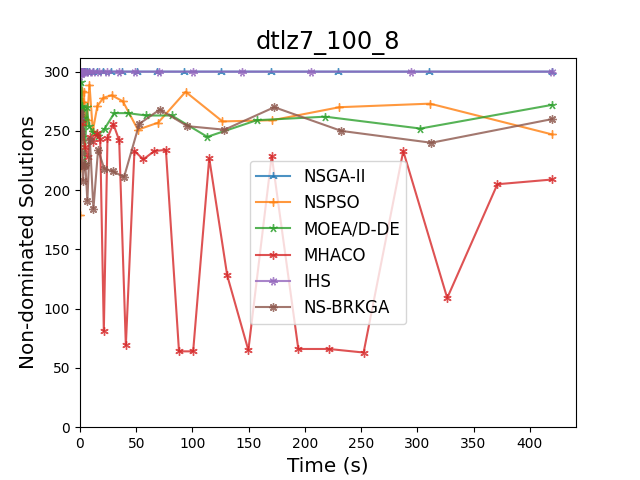 dtlz7_100_8
Non-dominated Solutions
300
250
200
150
100
50
0
NSGA-II
NSPSO
MOEA/D-DE
MHACO
IHS
NS-BRKGA
0 50 100 150 200 250 300 350 400
Time (s)